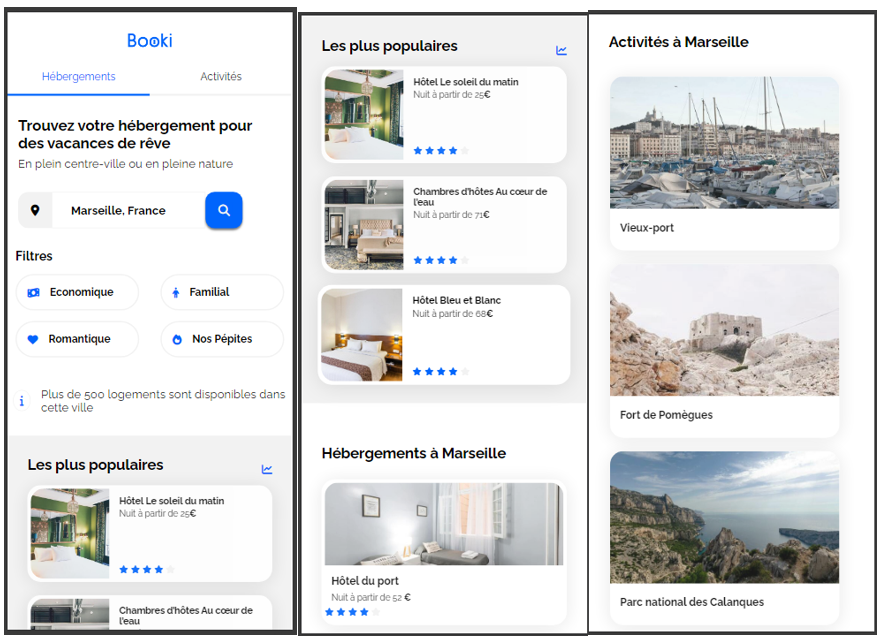 Booki
Hébergements
Activités
Trouvez votre hébergement pour
des vacances de rêve
En plein centre-ville ou en pleine nature
Marseille, France
Filtres
Economique
Familial
Romantique
Nos Pépites
Plus de 500 logements sont disponibles dans
cette ville
Les plus populaires
Hôtel Le soleil du matin
Nuit à partir de 25€
Chambres d'hôtes Au cœur de
l'eau
Les plus populaires
Hôtel Le soleil du matin
Nuit à partir de 25€
Chambres d'hôtes Au cœur de
l'eau
Nuit à partir de 71€
Hôtel Bleu et Blanc
Nuit à partir de 68€
Hébergements à Marseille
Hôtel du port
Nuit à partir de 52 €
Activités à Marseille
Vieux-port
Fort de Pomègues
Parc national des Calanques